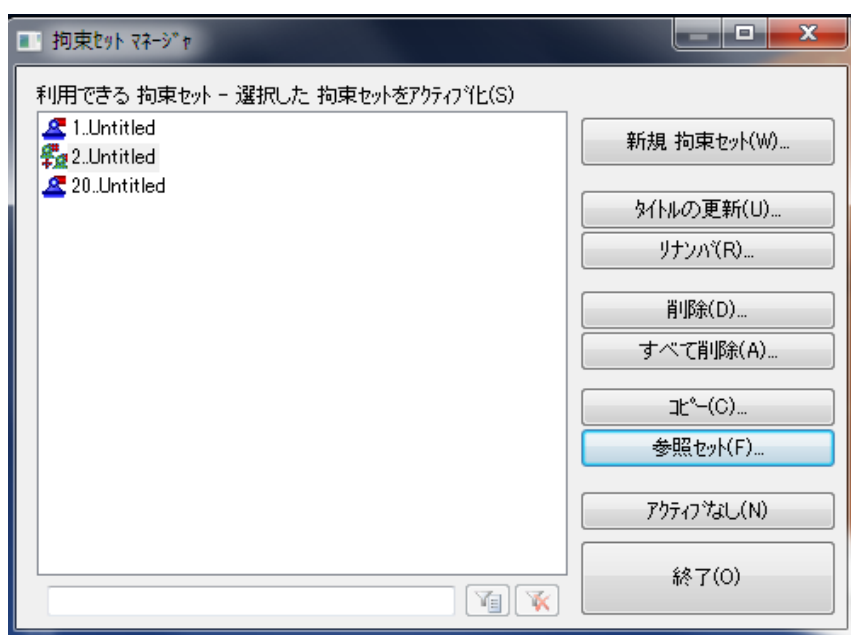 拘束ｾｯﾄ ﾏﾈｰｼﾞｬ
利用できる 拘束セット - 選択した 拘束セットをアクティブ化(S)
1..Untitled
2..Untitled
20..Untitled
新規 拘束セット(W)...
タイトルの更新(U)...
リナンバ(R)...
削除(D)...
すべて削除(A)...
コピー(C)...
参照セット(F)...
アクティブなし(N)
終了(O)